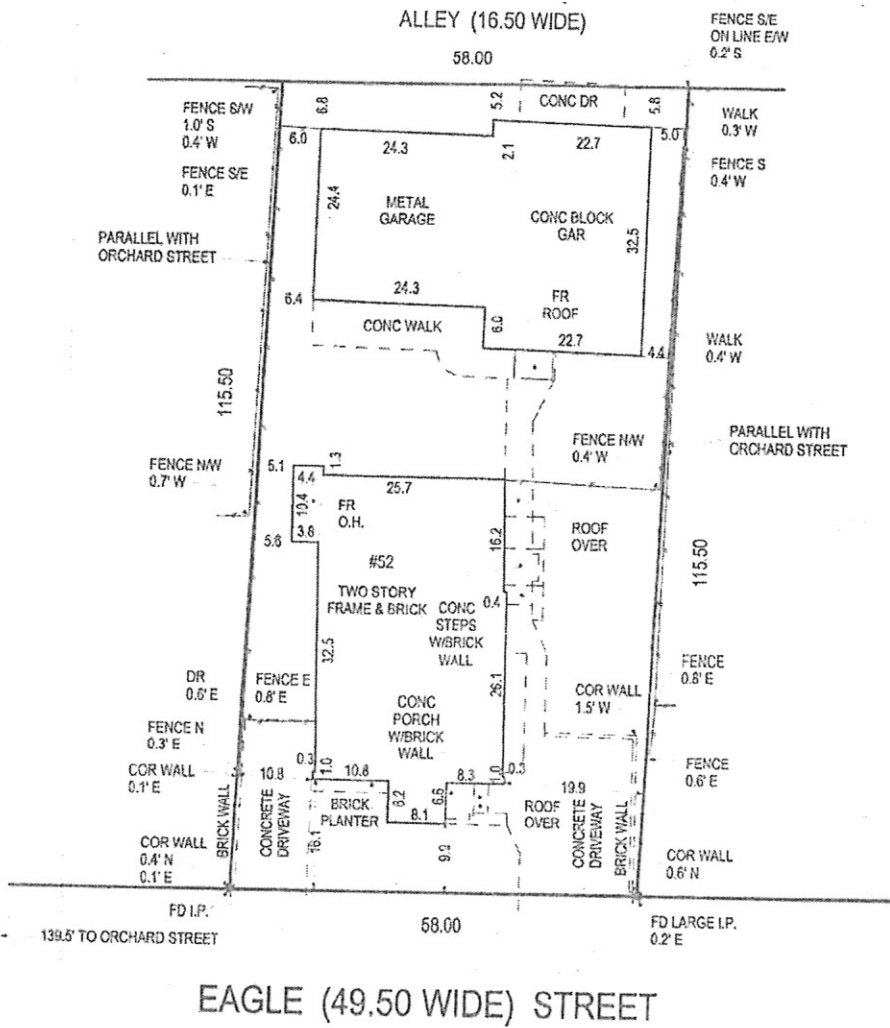 ALLEY (16.50 WIDE)
58.00
FENCE S/E
ON LINE E/W
0.2' S
FENCE S/W
1.0' S
0.4' W
6.8
5.2
CONC DR
5.8
WALK
0.3' W
6.0
24.3
2.1
22.7
5.0
FENCE S/E
0.1' E
FENCE S
0.4' W
24.4
METAL
GARAGE
CONC BLOCK
GAR
32.5
PARALLEL WITH
ORCHARD STREET
6.4
24.3
FR
ROOF
CONC WALK
6.0
22.7
4.4
WALK
0.4' W
115.50
PARALLEL WITH
ORCHARD STREET
FENCE N/W
0.4' W
FENCE N/W
0.7' W
5.1
4.4
1.3
25.7
10.4
FR
O.H.
3.8
5.6
16.2
ROOF
OVER
#52
TWO STORY
FRAME & BRICK
115.50
0.4
CONC
STEPS
W/BRICK
WALL
32.5
26.1
DR
0.6' E
FENCE E
0.8' E
FENCE
0.8' E
COR WALL
1.5' W
CONC
PORCH
W/BRICK
WALL
FENCE N
0.3' E
FENCE
0.6' E
COR WALL
0.1' E
10.8
0.3
1.0
10.8
8.3
1.0
0.3
19.9
BRICK WALL
CONCRETE
DRIVEWAY
16.1
BRICK
PLANTER
6.2
8.1
6.6
9.9
ROOF
OVER
CONCRETE
DRIVEWAY
BRICK WALL
COR WALL
0.4' N
0.1' E
COR WALL
0.6' N
FD I.P.
58.00
FD LARGE I.P.
0.2' E
139.5' TO ORCHARD STREET
EAGLE (49.50 WIDE) STREET